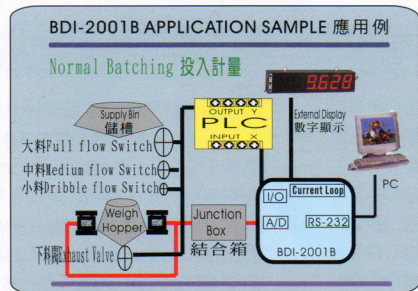 BDI-2001B APPLICATION SAMPLE 應用例
Normal Batching 投入計量
Supply Bin
儲槽
大料Full flow Switch
中料Medium flow Switch
小料Dribble flow Switch
OUTPUT Y
PLC
INPUT X
9.628
External Display
數字顯示
PC
Weigh
Hopper
下料閥Exhaust Valve
Junction
Box
結合箱
I/O
Current Loop
A/D
RS-232
BDI-2001B